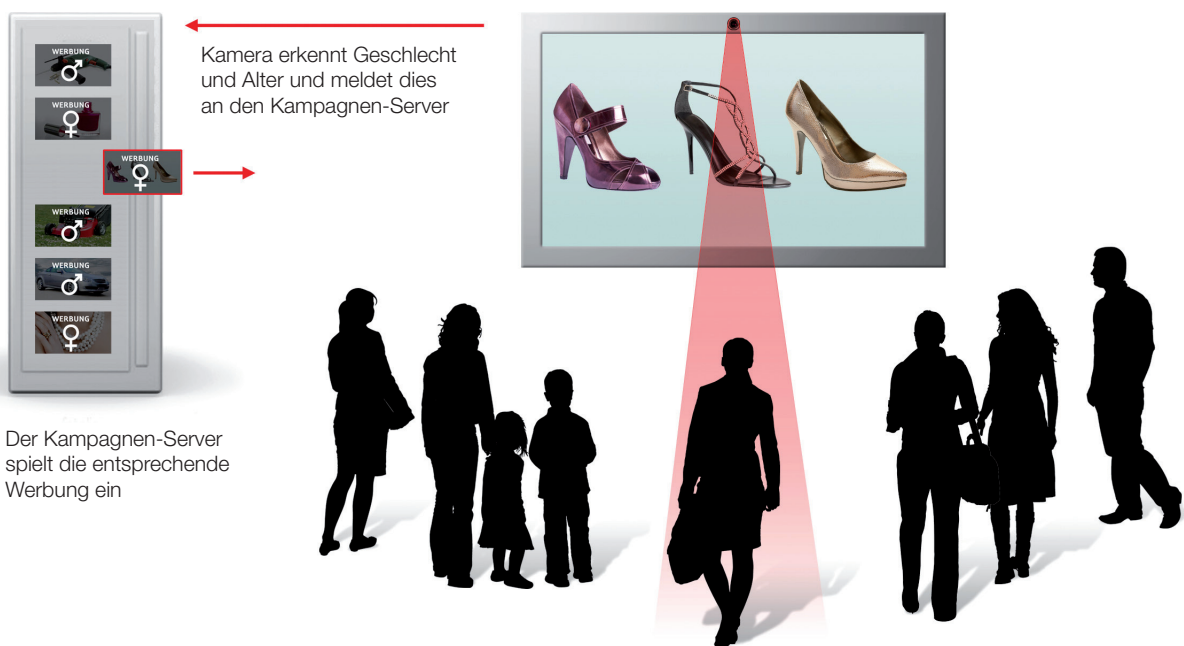 Kamera erkennt Geschlecht
und Alter und meldet dies
an den Kampagnen-Server
WERBUNG
WERBUNG
WERBUNG
WERBUNG
WERBUNG
WERBUNG
Der Kampagnen-Server
spielt die entsprechende
Werbung ein